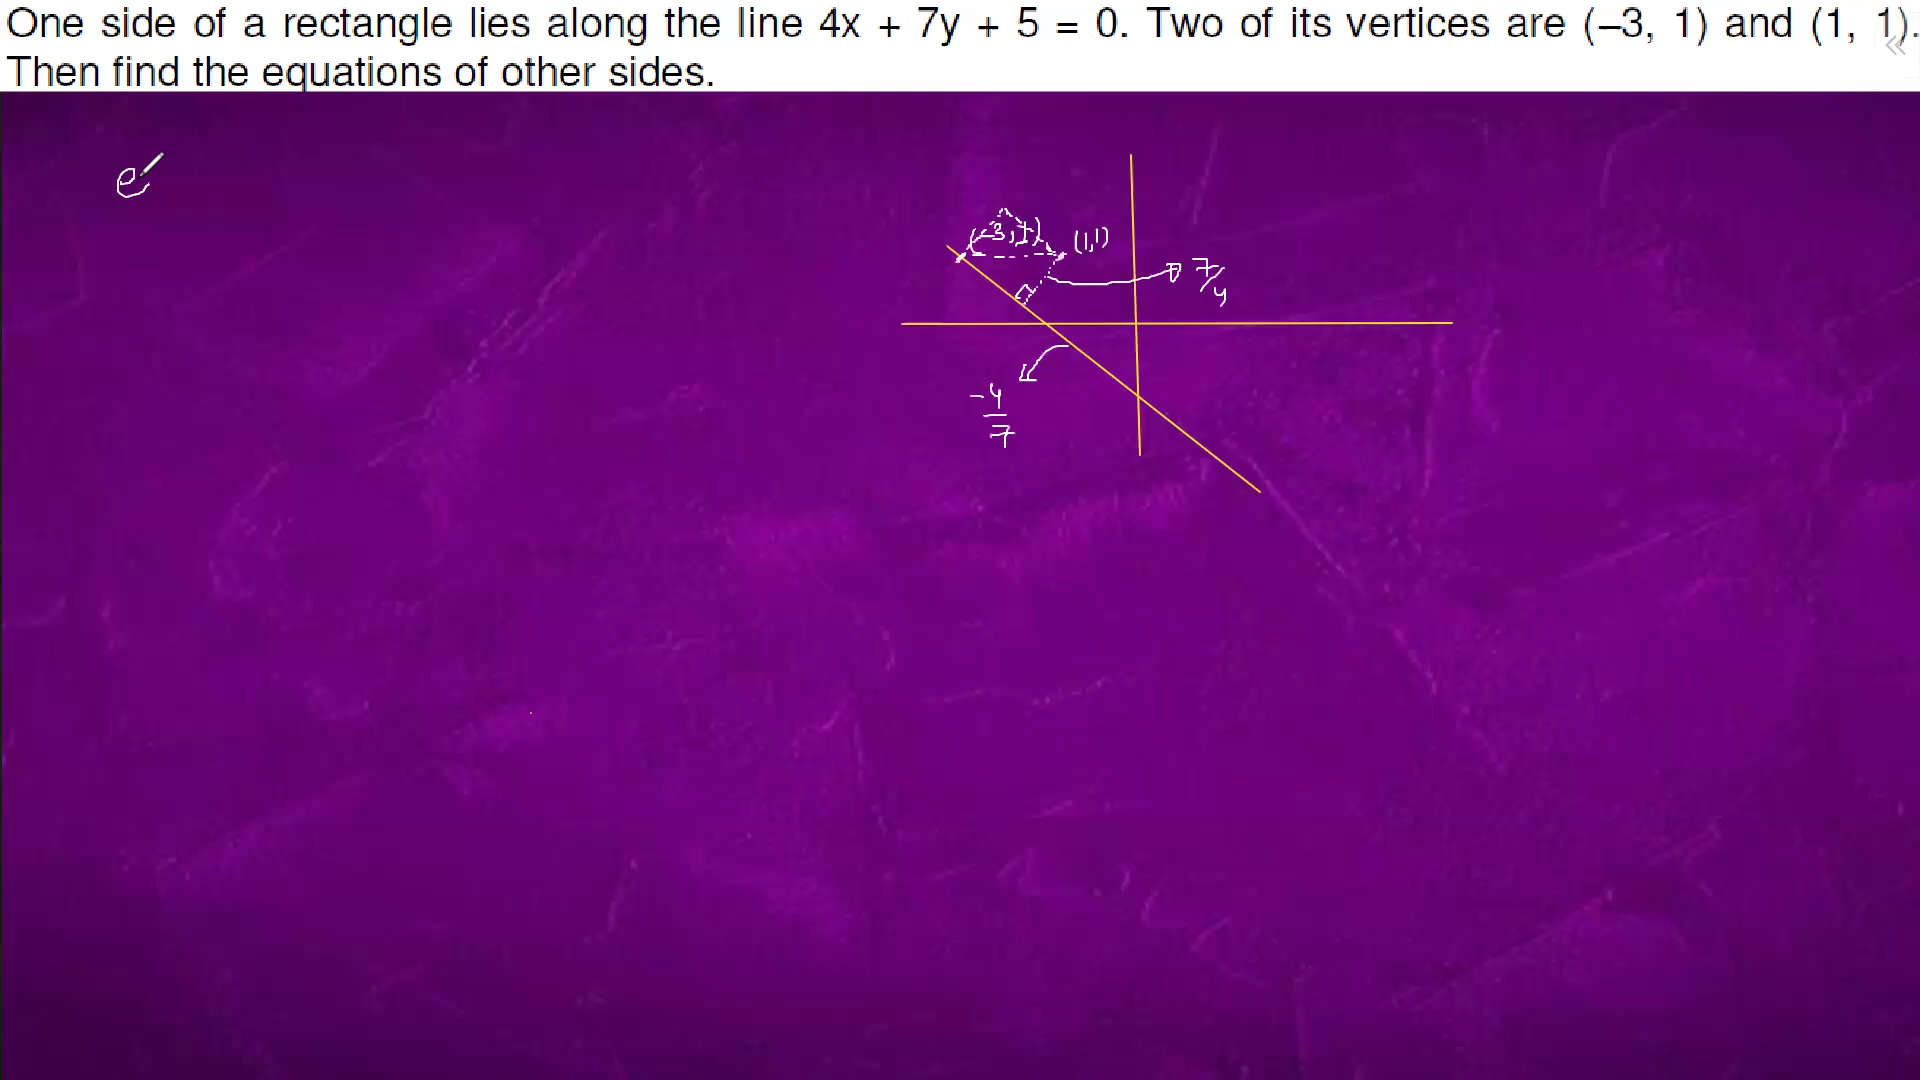 One side of a rectangle lies along the line 4x + 7y + 5 = 0. Two of its vertices are (–3, 1) and (1, 1).
Then find the equations of other sides.
e
(-3, 1)
(1,1)
7/4
-4/7